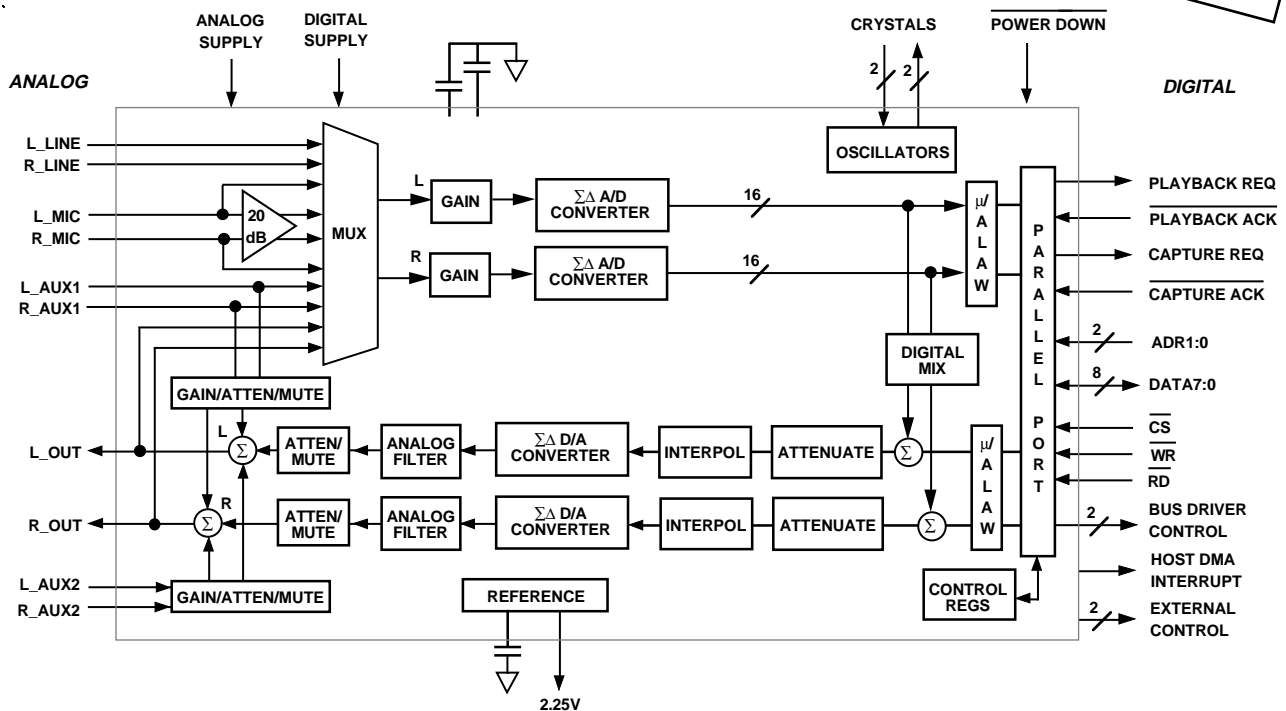 ANALOG
SUPPLY
DIGITAL
SUPPLY
CRYSTALS
POWER DOWN
ANALOG
DIGITAL
2
2
L_LINE
R_LINE
L_MIC
R_MIC
L_AUX1
R_AUX1
20
dB
MUX
L
GAIN
ΣΔ A/D
CONVERTER
16
R
GAIN
ΣΔ A/D
CONVERTER
16
OSCILLATORS
μ/
A
L
A
W
P
A
R
A
L
L
E
L
P
O
R
T
PLAYBACK REQ
PLAYBACK ACK
CAPTURE REQ
CAPTURE ACK
2
ADR1:0
8
DATA7:0
CS
WR
RD
2
BUS DRIVER
CONTROL
HOST DMA
INTERRUPT
2
EXTERNAL
CONTROL
DIGITAL
MIX
GAIN/ATTEN/MUTE
L_OUT
L
Σ
ATTEN/
MUTE
ANALOG
FILTER
ΣΔ D/A
CONVERTER
INTERPOL
ATTENUATE
Σ
μ/
A
L
A
W
R_OUT
R
Σ
ATTEN/
MUTE
ANALOG
FILTER
ΣΔ D/A
CONVERTER
INTERPOL
ATTENUATE
Σ
L_AUX2
R_AUX2
GAIN/ATTEN/MUTE
REFERENCE
CONTROL
REGS
2.25V